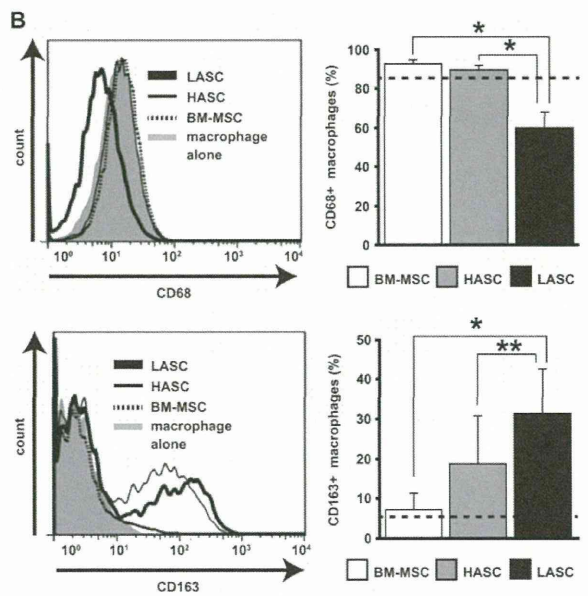 B
count
LASC
HASC
BM-MSC
macrophage
alone
10⁰ 10¹ 10² 10³ 10⁴
CD68
CD68+ macrophages (%)
100
80
60
40
20
0
* *
BM-MSC HASC LASC
count
LASC
HASC
BM-MSC
macrophage
alone
10⁰ 10¹ 10² 10³ 10⁴
CD163
CD163+ macrophages (%)
50
40
30
20
10
0
* **
BM-MSC HASC LASC